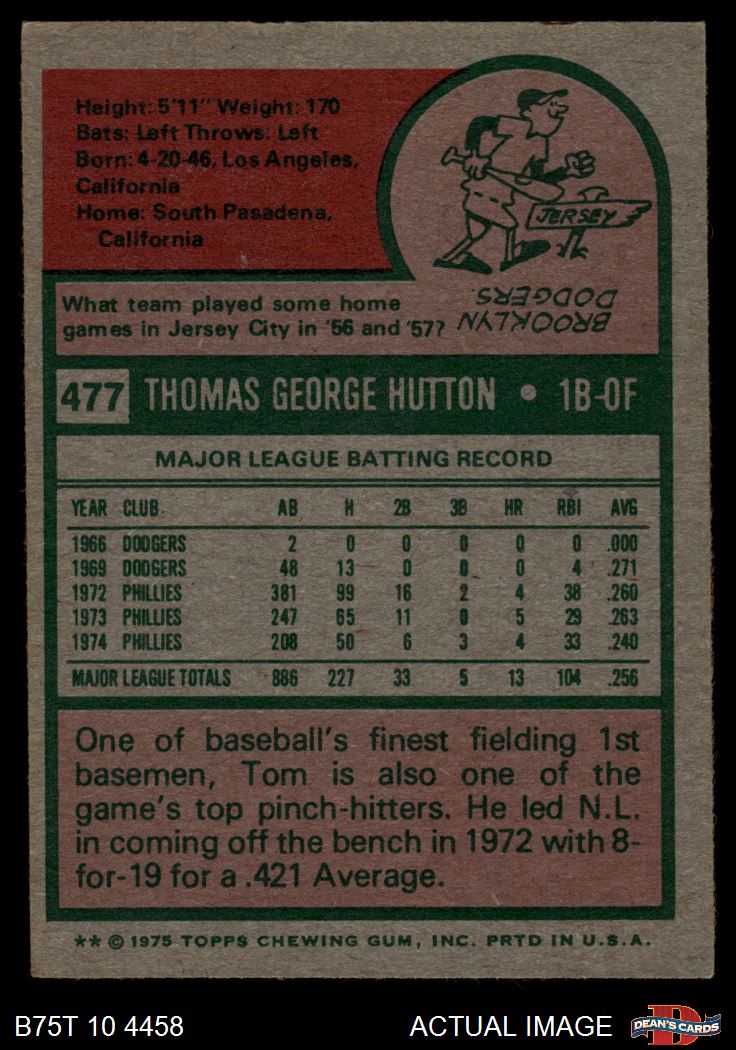 Height: 5'11" Weight: 170
Bats: Left Throws: Left
Born: 4-20-46, Los Angeles,
California
Home: South Pasadena,
California
JERSEY
What team played some home
games in Jersey City in '56 and '57?
BROOKLYN
DODGERS.
477 THOMAS GEORGE HUTTON • 1B-OF
MAJOR LEAGUE BATTING RECORD
YEAR CLUB AB H 2B 3B HR RBI AVG
1966 DODGERS 2 0 0 0 0 0 .000
1969 DODGERS 48 13 0 0 0 4 .271
1972 PHILLIES 381 99 16 2 4 38 .260
1973 PHILLIES 247 65 11 0 5 29 .263
1974 PHILLIES 208 50 6 3 4 33 .240
MAJOR LEAGUE TOTALS 886 227 33 5 13 104 .256
One of baseball's finest fielding 1st
basemen, Tom is also one of the
game's top pinch-hitters. He led N.L.
in coming off the bench in 1972 with 8-
for-19 for a .421 Average.
** © 1975 TOPPS CHEWING GUM, INC. PRTD IN U.S.A.
B75T 10 4458 ACTUAL IMAGE D DEAN'S CARDS